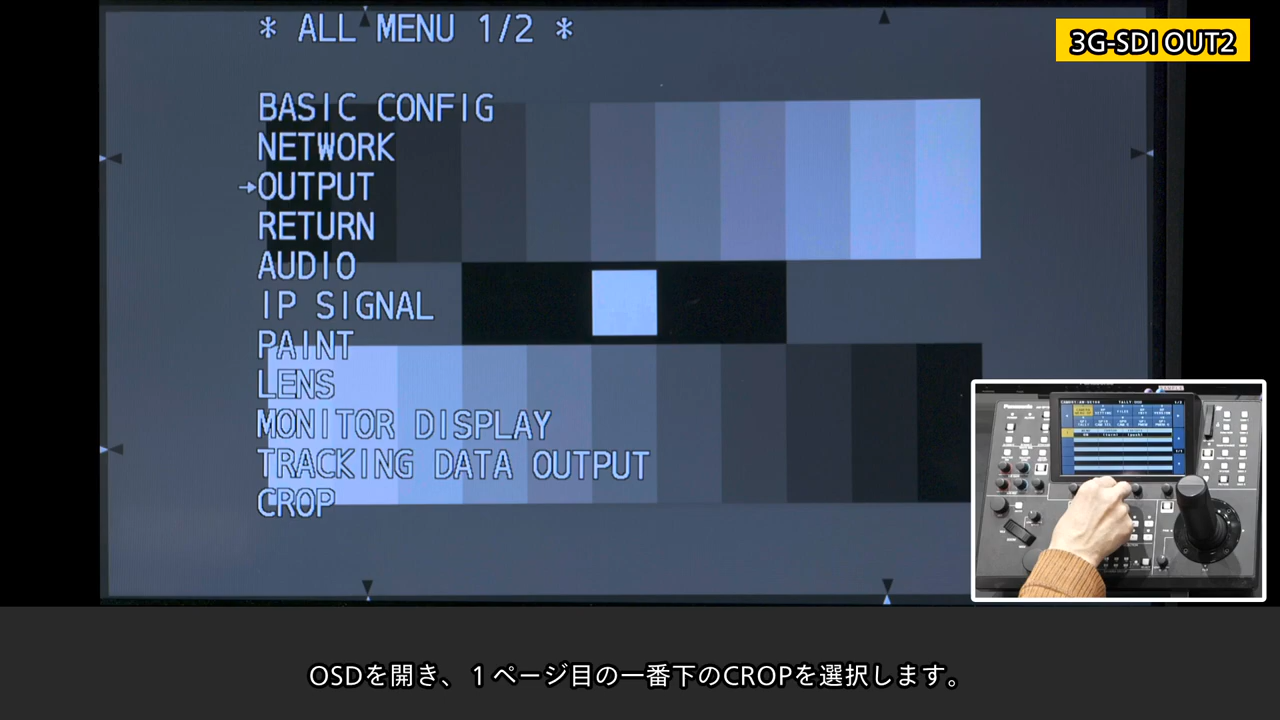 * ALL MENU 1/2 *
3G-SDI OUT2
BASIC CONFIG
NETWORK
→OUTPUT
RETURN
AUDIO
IP SIGNAL
PAINT
LENS
MONITOR DISPLAY
TRACKING DATA OUTPUT
CROP
OSDを開き、１ページ目の一番下のCROPを選択します。